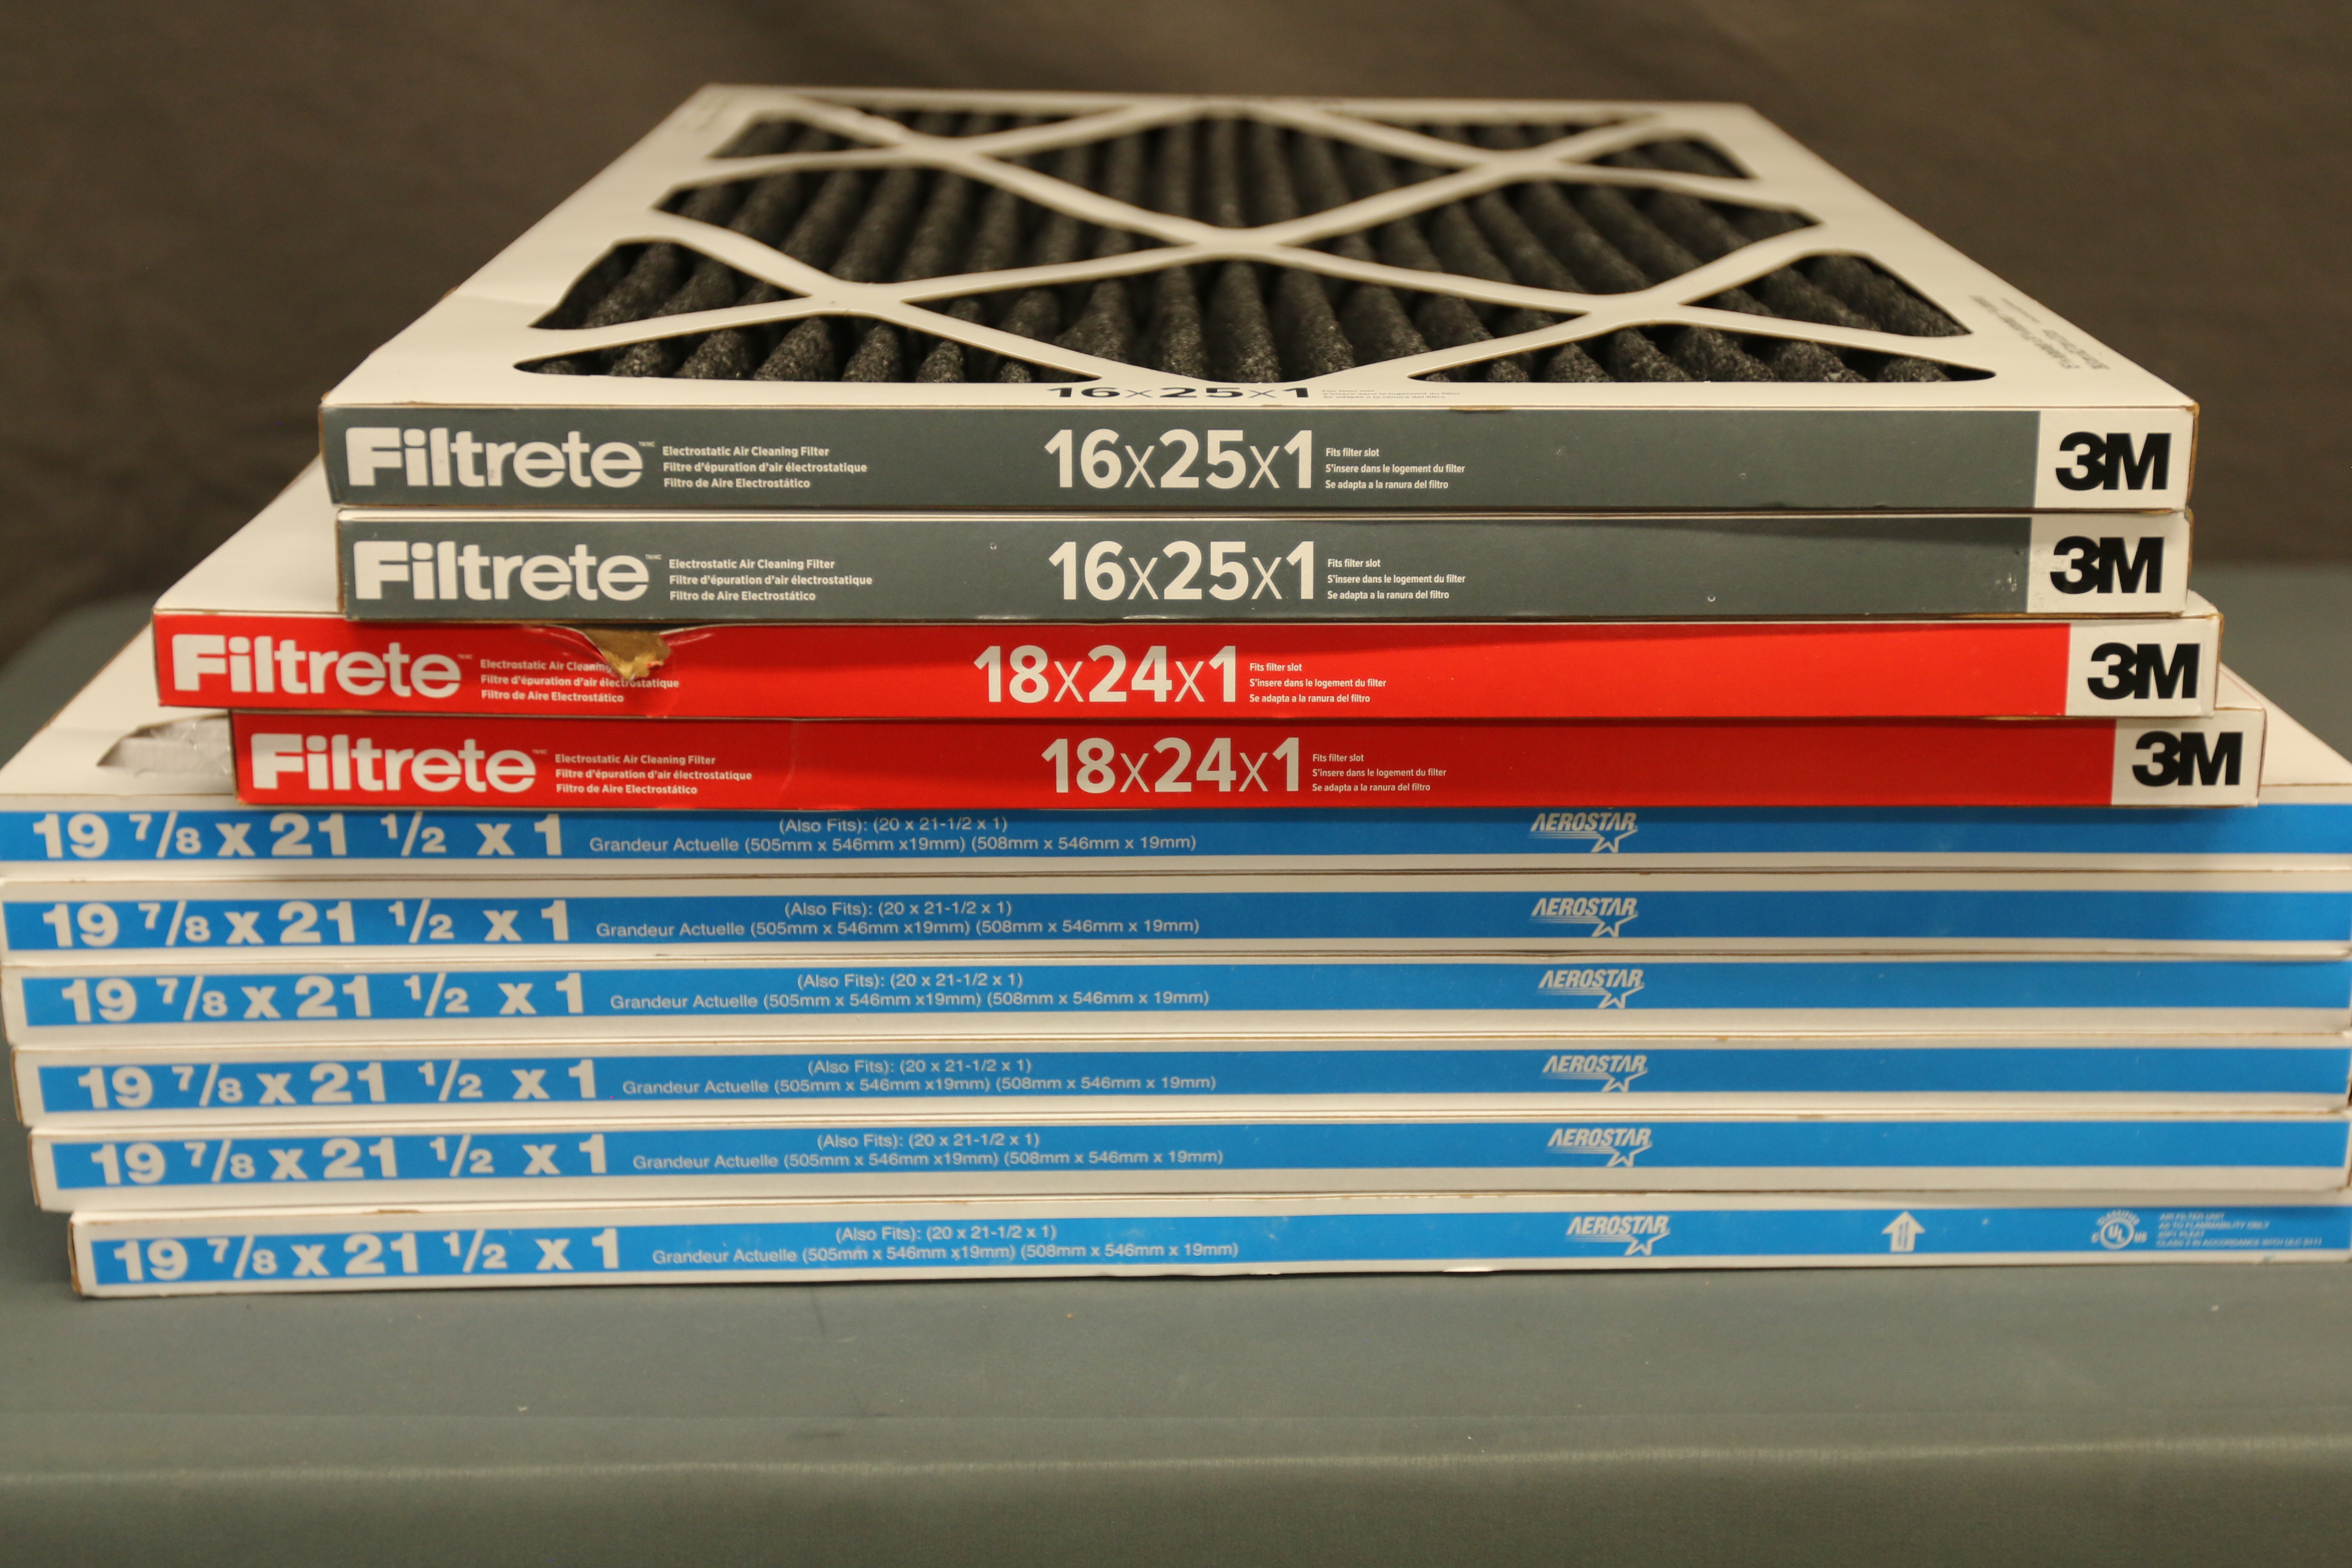 16x25x1
Filtrete Electrostatic Air Cleaning Filter 16x25x1 Fits filter slot 3M
Filtre d'épuration d'air électrostatique S'insere dans le logement du filter
Filtro de Aire Electrostático Se adapta a la ranura del filtro
Filtrete Electrostatic Air Cleaning Filter 16x25x1 Fits filter slot 3M
Filtre d'épuration d'air électrostatique S'insere dans le logement du filter
Filtro de Aire Electrostático Se adapta a la ranura del filtro
Filtrete Electrostatic Air Cleaning 18x24x1 Fits filter slot 3M
Filtre d'épuration d'air électrostatique S'insere dans le logement du filter
Filtro de Aire Electrostático Se adapta a la ranura del filtro
Filtrete Electrostatic Air Cleaning Filter 18x24x1 Fits filter slot 3M
Filtre d'épuration d'air électrostatique S'insere dans le logement du filter
Filtro de Aire Electrostático Se adapta a la ranura del filtro
19 7/8 x 21 1/2 x 1 (Also Fits): (20 x 21-1/2 x 1) AEROSTAR
Grandeur Actuelle (505mm x 546mm x19mm) (508mm x 546mm x 19mm)
19 7/8 x 21 1/2 x 1 (Also Fits): (20 x 21-1/2 x 1) AEROSTAR
Grandeur Actuelle (505mm x 546mm x19mm) (508mm x 546mm x 19mm)
19 7/8 x 21 1/2 x 1 (Also Fits): (20 x 21-1/2 x 1) AEROSTAR
Grandeur Actuelle (505mm x 546mm x19mm) (508mm x 546mm x 19mm)
19 7/8 x 21 1/2 x 1 (Also Fits): (20 x 21-1/2 x 1) AEROSTAR
Grandeur Actuelle (505mm x 546mm x19mm) (508mm x 546mm x 19mm)
19 7/8 x 21 1/2 x 1 (Also Fits): (20 x 21-1/2 x 1) AEROSTAR
Grandeur Actuelle (505mm x 546mm x19mm) (508mm x 546mm x 19mm)
19 7/8 x 21 1/2 x 1 (Also Fits): (20 x 21-1/2 x 1) AEROSTAR
Grandeur Actuelle (505mm x 546mm x19mm) (508mm x 546mm x 19mm)
CLASSIFIED
C UL US
AIR FILTER UNIT
AS TO FLAMMABILITY ONLY